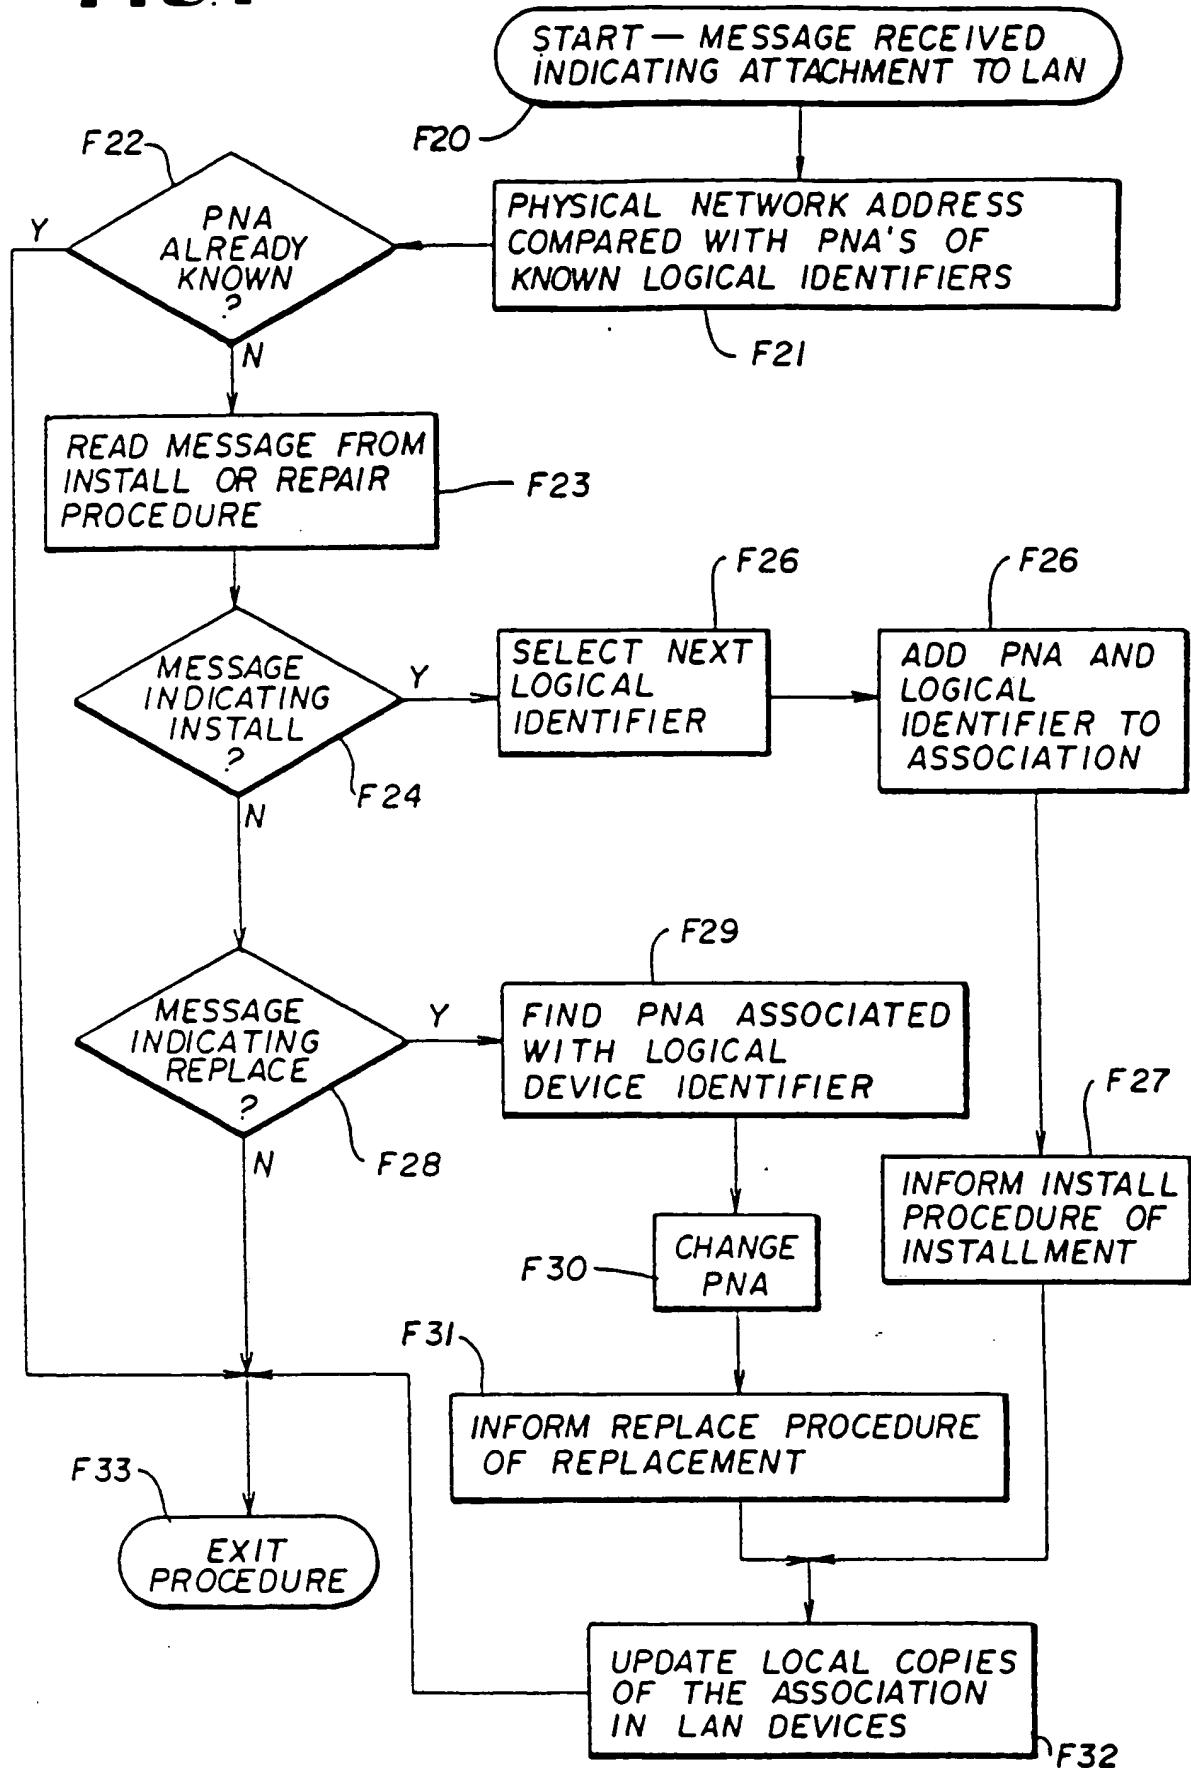 START — MESSAGE RECEIVED
INDICATING ATTACHMENT TO LAN
F20
F22
PHYSICAL NETWORK ADDRESS
COMPARED WITH PNA'S OF
KNOWN LOGICAL IDENTIFIERS
F21
Y
PNA
ALREADY
KNOWN
?
N
READ MESSAGE FROM
INSTALL OR REPAIR
PROCEDURE
F23
MESSAGE
INDICATING
INSTALL
?
Y
F24
N
F26
SELECT NEXT
LOGICAL
IDENTIFIER
F26
ADD PNA AND
LOGICAL
IDENTIFIER TO
ASSOCIATION
MESSAGE
INDICATING
REPLACE
?
Y
F28
N
F29
FIND PNA ASSOCIATED
WITH LOGICAL
DEVICE IDENTIFIER
F27
INFORM INSTALL
PROCEDURE OF
INSTALLMENT
F30
CHANGE
PNA
F31
INFORM REPLACE PROCEDURE
OF REPLACEMENT
F33
EXIT
PROCEDURE
UPDATE LOCAL COPIES
OF THE ASSOCIATION
IN LAN DEVICES
F32